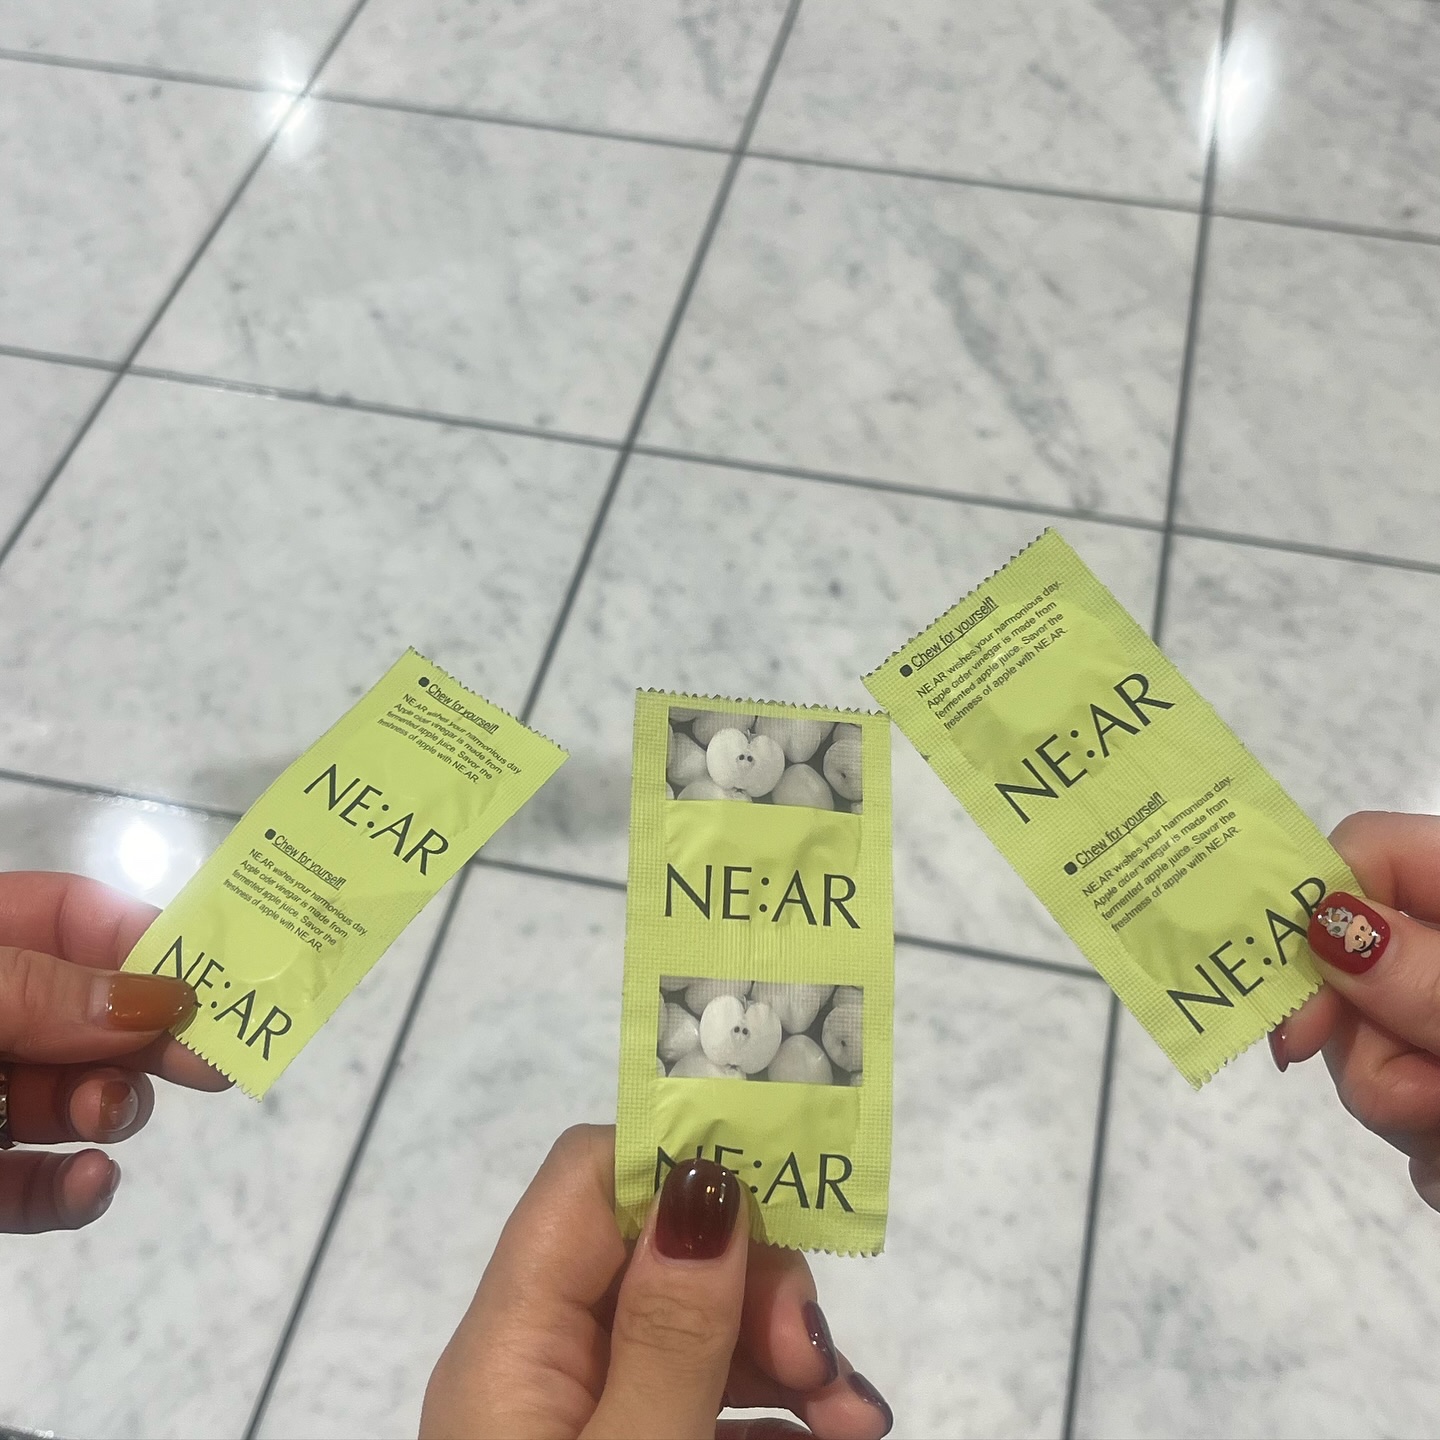 Chew for yourself!
NE:AR wishes your harmonious day.
Apple cider vinegar is made from
fermented apple juice. Savor the
freshness of apple with NE:AR.
NE:AR
Chew for yourself!
NE:AR wishes your harmonious day.
Apple cider vinegar is made from
fermented apple juice. Savor the
freshness of apple with NE:AR.
NE:AR
NE:AR
NE:AR
Chew for yourself!
NE:AR wishes your harmonious day.
Apple cider vinegar is made from
fermented apple juice. Savor the
freshness of apple with NE:AR.
NE:AR
Chew for yourself!
NE:AR wishes your harmonious day.
Apple cider vinegar is made from
fermented apple juice. Savor the
freshness of apple with NE:AR.
NE:AR